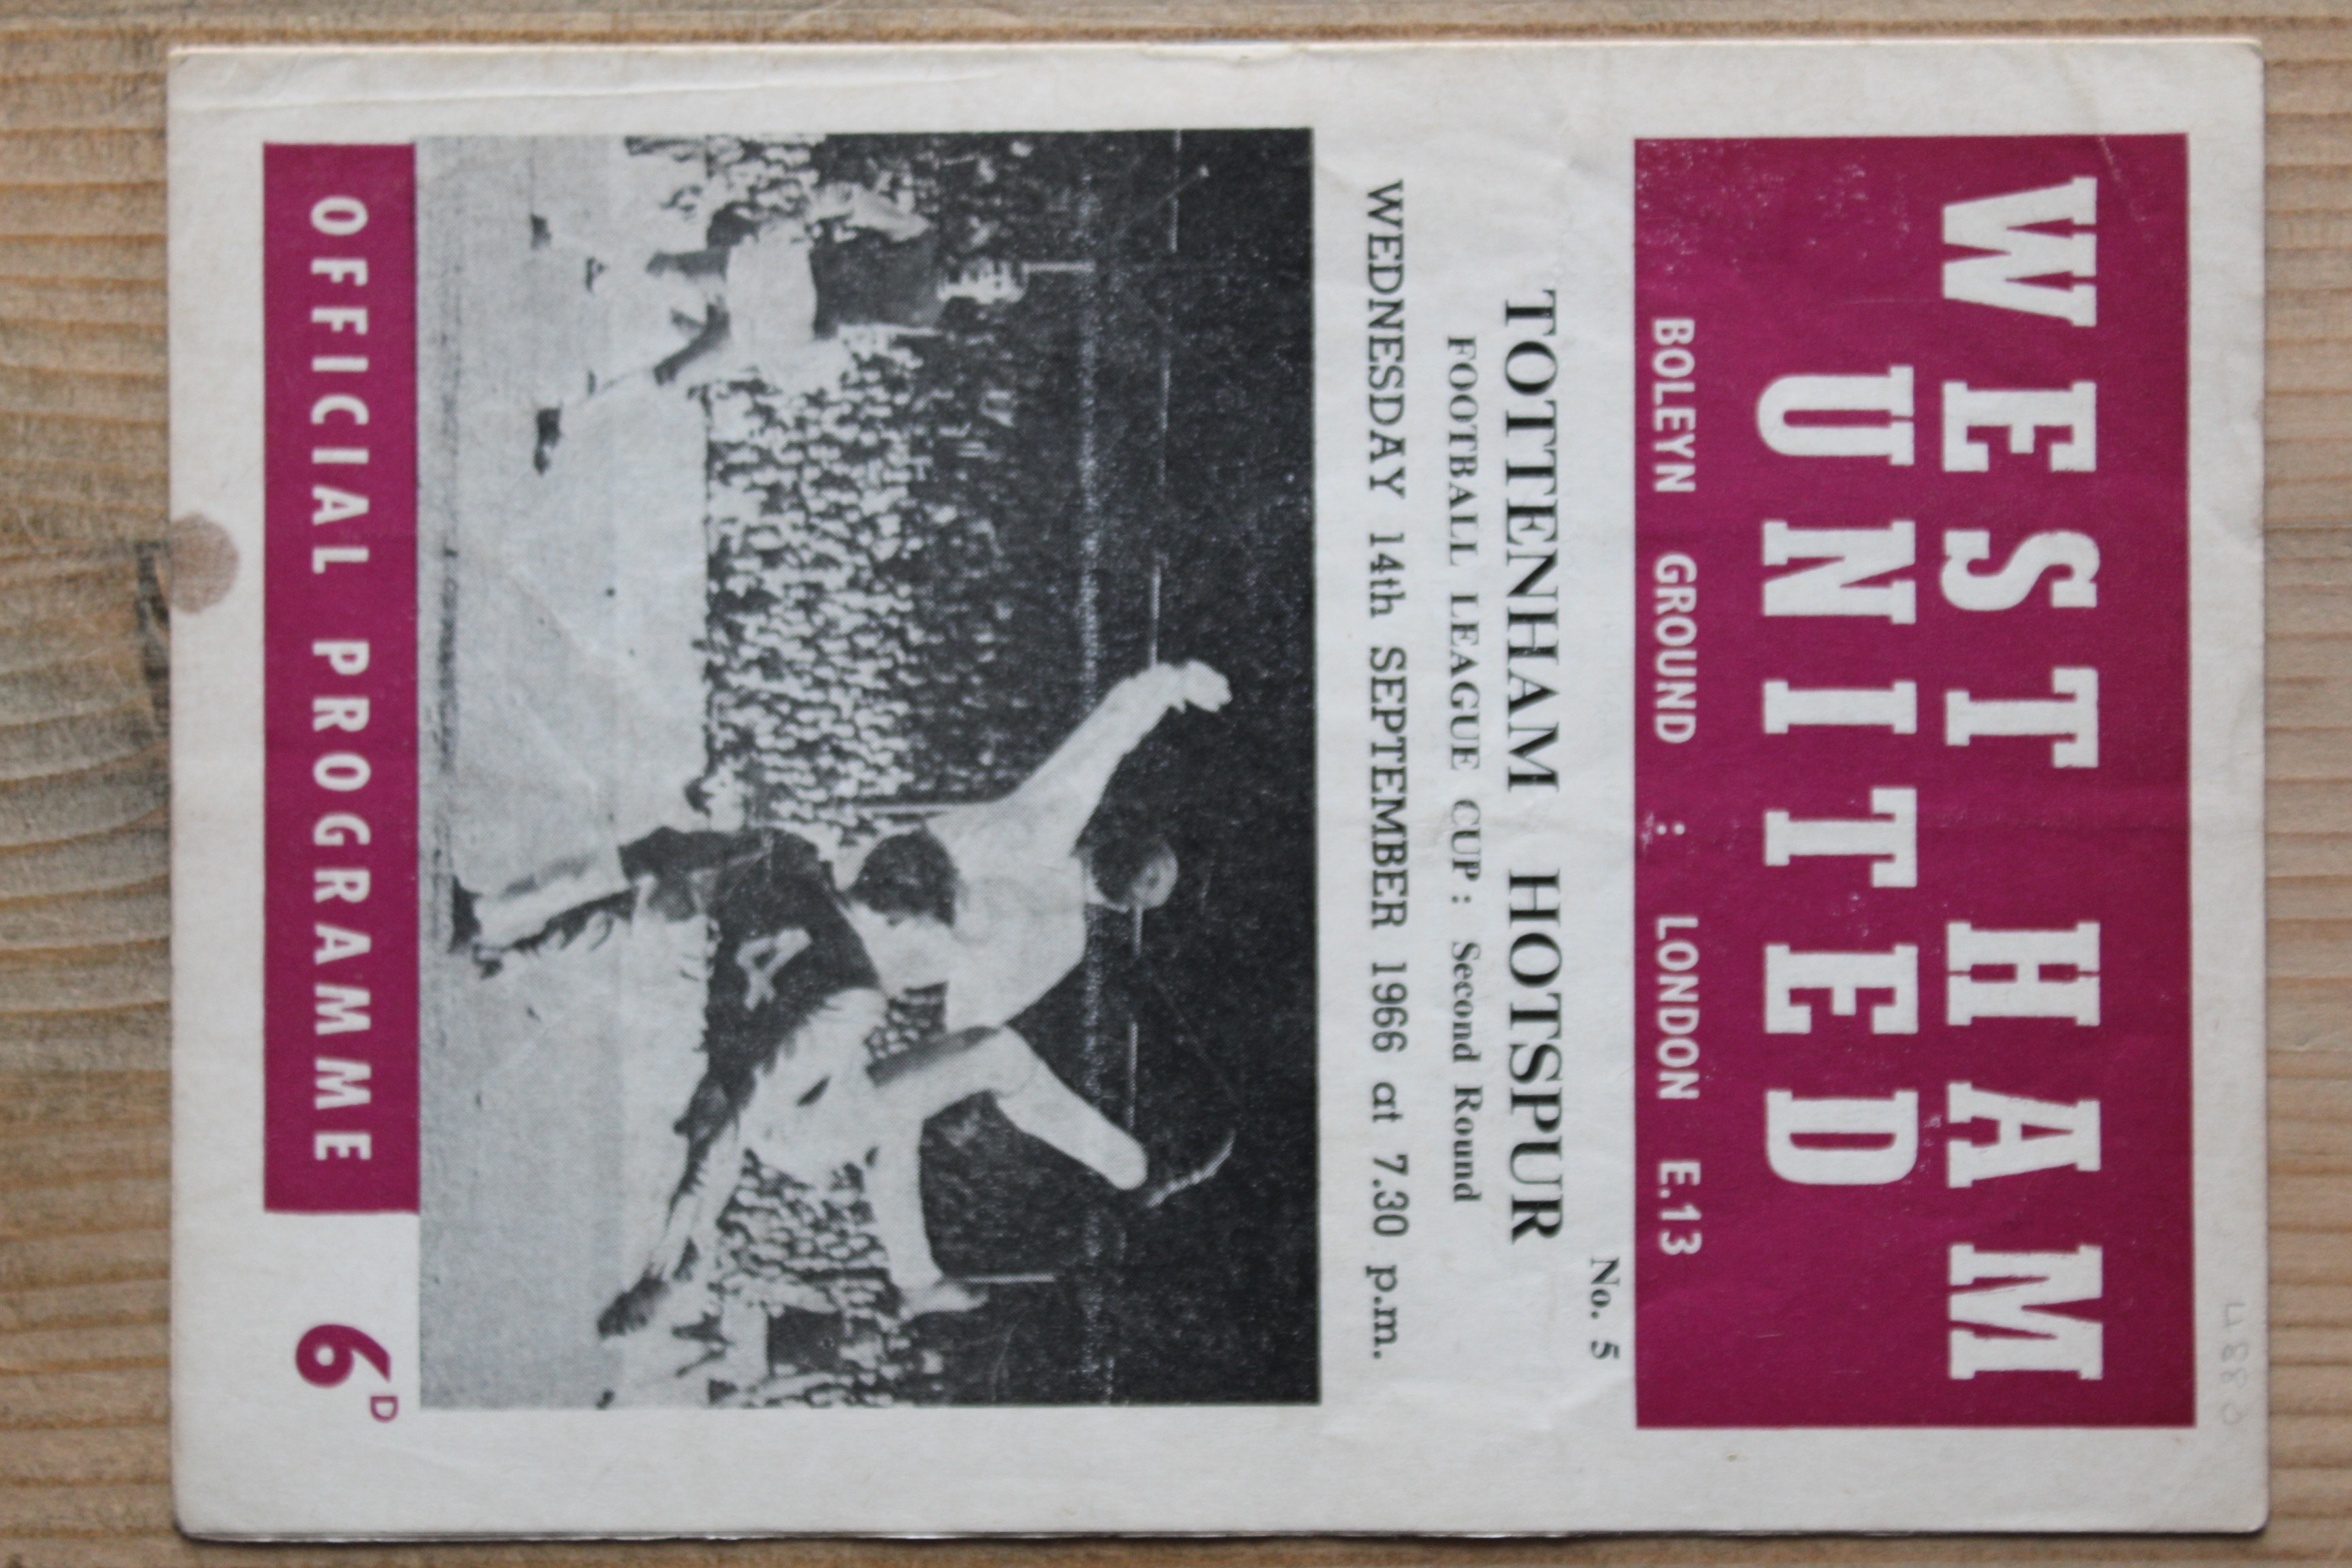 WEST HAM
UNITED
BOLEYN GROUND : LONDON E.13
No. 5
TOTTENHAM HOTSPUR
FOOTBALL LEAGUE CUP : Second Round
WEDNESDAY 14th SEPTEMBER 1966 at 7.30 p.m.
4
OFFICIAL PROGRAMME
6D